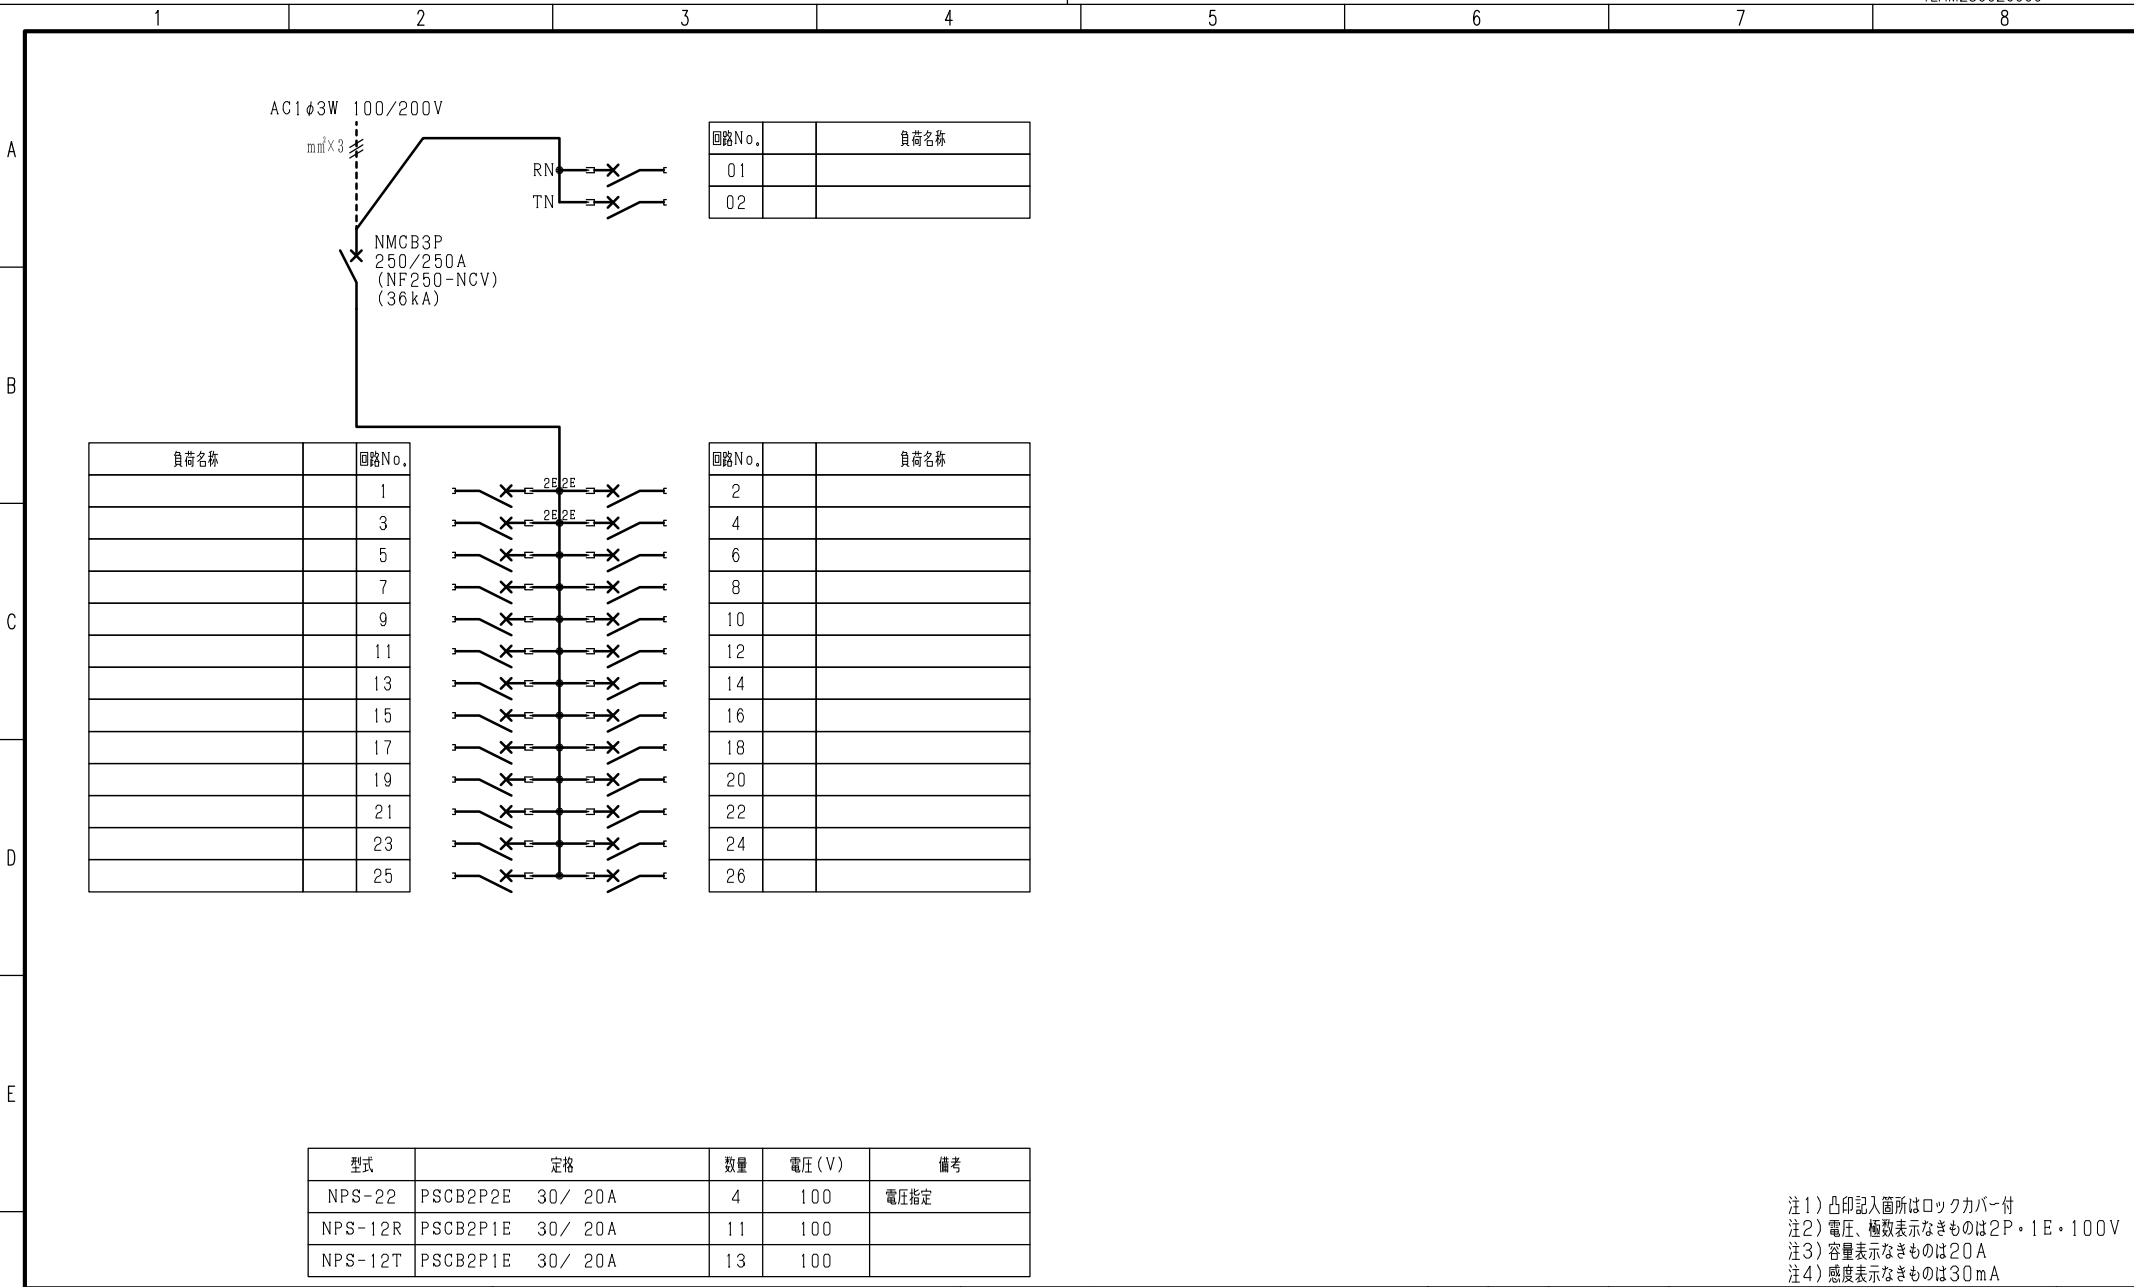 1 2 3 4 5 6 7 8
A
B
C
D
E
AC1φ3W 100/200V
m㎡×3
RN
TN
回路No. 負荷名称
01
02
NMCB3P
250/250A
(NF250-NCV)
(36kA)
負荷名称 回路No.
1
3
5
7
9
11
13
15
17
19
21
23
25
2E 2E
2E 2E
回路No. 負荷名称
2
4
6
8
10
12
14
16
18
20
22
24
26
型式 定格 数量 電圧(V) 備考
NPS-22 PSCB2P2E 30/ 20A 4 100 電圧指定
NPS-12R PSCB2P1E 30/ 20A 11 100
NPS-12T PSCB2P1E 30/ 20A 13 100
注1)凸印記入箇所はロックカバー付
注2)電圧、極数表示なきものは2P・1E・100V
注3)容量表示なきものは20A
注4)感度表示なきものは30mA